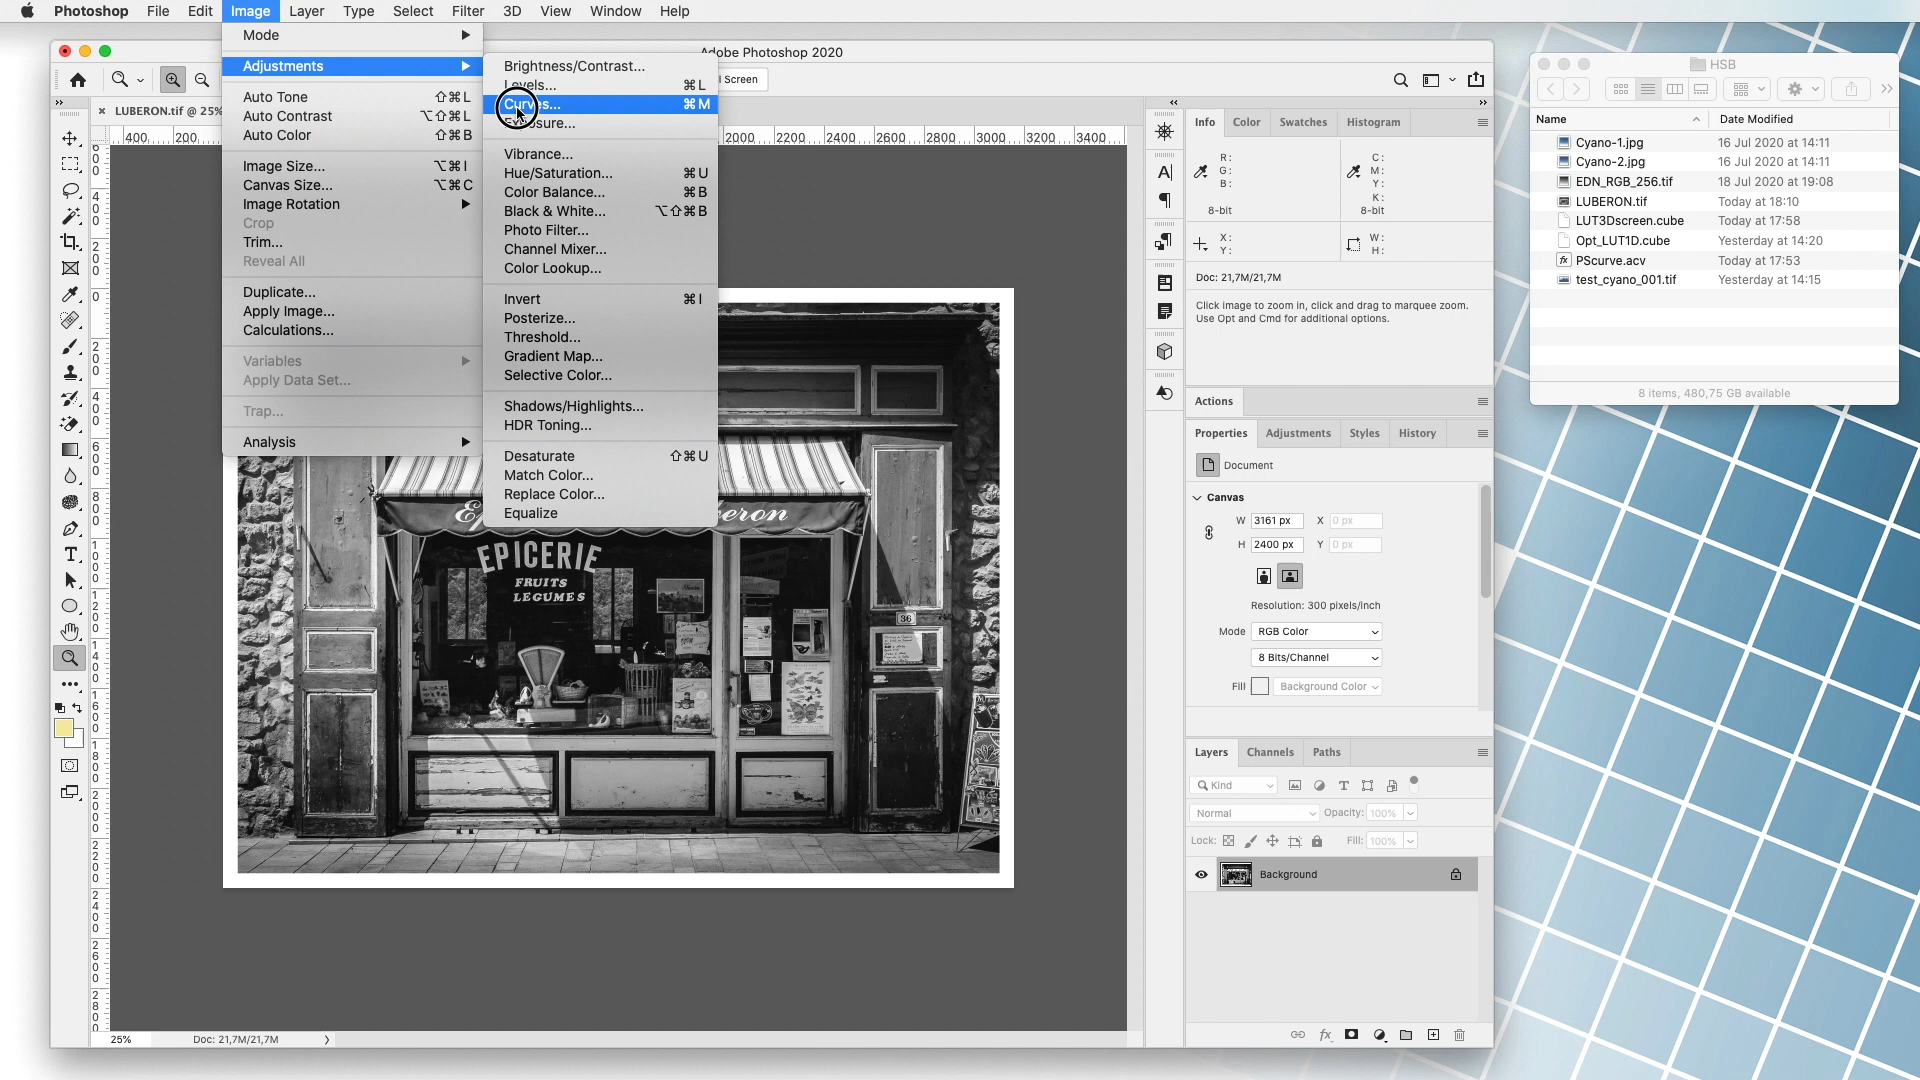 Photoshop File Edit Image Layer Type Select Filter 3D View Window Help
Adobe Photoshop 2020
Screen
LUBERON.tif @ 25%
Mode
Adjustments
Auto Tone ⇧⌘L
Auto Contrast ⌥⇧⌘L
Auto Color ⇧⌘B
Image Size... ⌥⌘I
Canvas Size... ⌥⌘C
Image Rotation
Crop
Trim...
Reveal All
Duplicate...
Apply Image...
Calculations...
Variables
Apply Data Set...
Trap...
Analysis
Brightness/Contrast...
Levels... ⌘L
Curves... ⌘M
Exposure...
Vibrance...
Hue/Saturation... ⌘U
Color Balance... ⌘B
Black & White... ⌥⇧⌘B
Photo Filter...
Channel Mixer...
Color Lookup...
Invert ⌘I
Posterize...
Threshold...
Gradient Map...
Selective Color...
Shadows/Highlights...
HDR Toning...
Desaturate ⇧⌘U
Match Color...
Replace Color...
Equalize
400 200 2000 2200 2400 2600 2800 3000 3200 3400
EPICERIE
FRUITS
LEGUMES
36
25% Doc: 21,7M/21,7M
Info Color Swatches Histogram
R: C:
G: M:
B: Y:
K:
8-bit 8-bit
X: W:
Y: H:
Doc: 21,7M/21,7M
Click image to zoom in, click and drag to marquee zoom.
Use Opt and Cmd for additional options.
Actions
Properties Adjustments Styles History
Document
Canvas
W 3161 px X 0 px
H 2400 px Y 0 px
Resolution: 300 pixels/inch
Mode RGB Color
8 Bits/Channel
Fill Background Color
Layers Channels Paths
Kind
Normal Opacity: 100%
Lock: Fill: 100%
Background
HSB
Name Date Modified
Cyano-1.jpg 16 Jul 2020 at 14:11
Cyano-2.jpg 16 Jul 2020 at 14:11
EDN_RGB_256.tif 18 Jul 2020 at 19:08
LUBERON.tif Today at 18:10
LUT3Dscreen.cube Today at 17:58
Opt_LUT1D.cube Yesterday at 14:20
PScurve.acv Today at 17:53
test_cyano_001.tif Yesterday at 14:15
8 items, 480,75 GB available